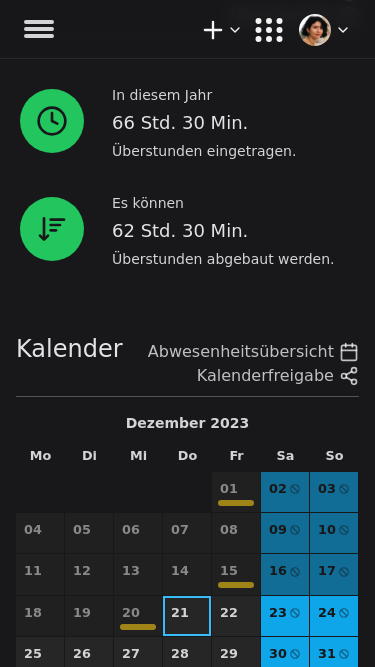 In diesem Jahr
66 Std. 30 Min.
Überstunden eingetragen.
Es können
62 Std. 30 Min.
Überstunden abgebaut werden.
Kalender
Abwesenheitsübersicht
Kalenderfreigabe
Dezember 2023
Mo Di Mi Do Fr Sa So
01 02 03
04 05 06 07 08 09 10
11 12 13 14 15 16 17
18 19 20 21 22 23 24
25 26 27 28 29 30 31